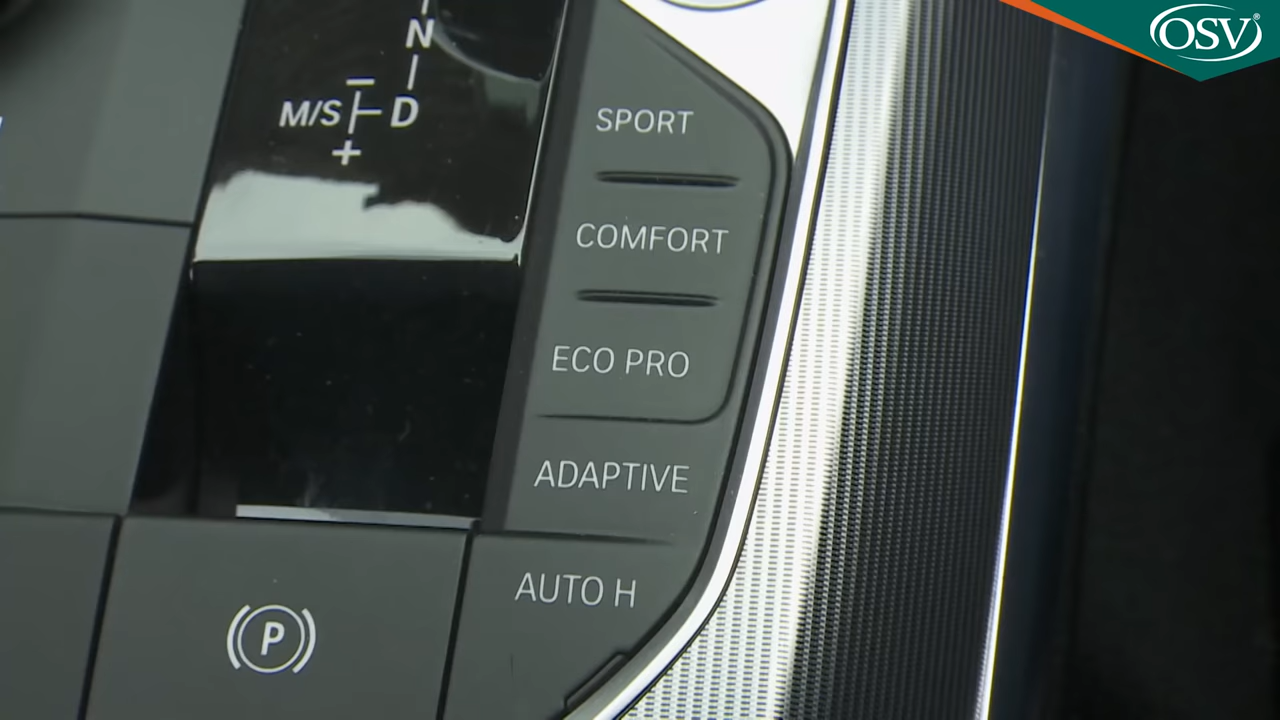 OSV®
N
M/S
D
SPORT
COMFORT
ECO PRO
ADAPTIVE
AUTO H
P